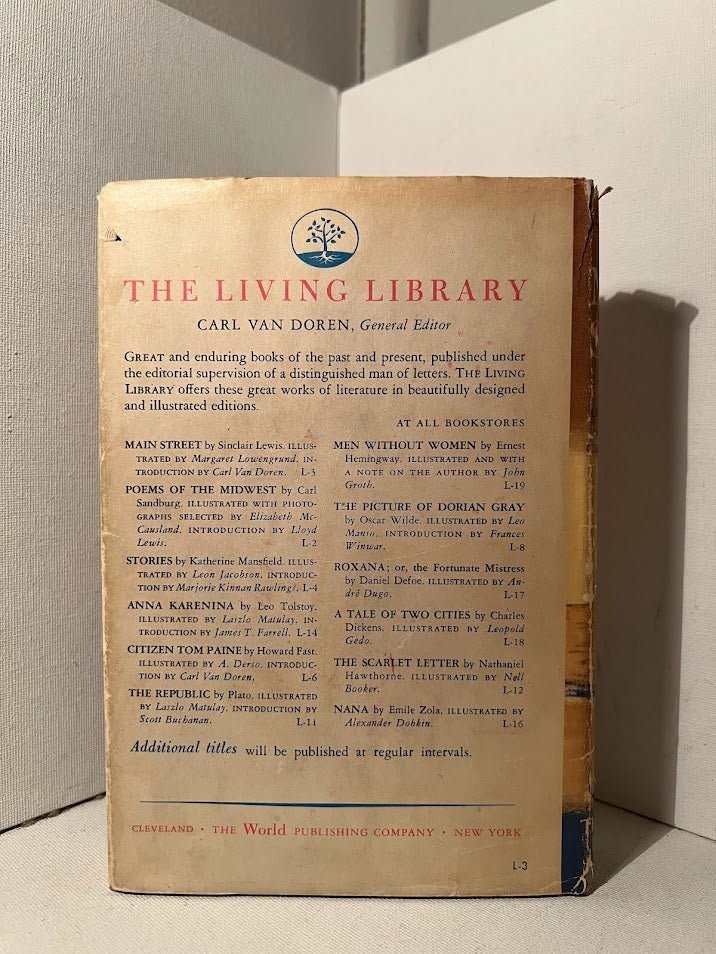 THE LIVING LIBRARY
CARL VAN DOREN, General Editor
GREAT and enduring books of the past and present, published under
the editorial supervision of a distinguished man of letters. THE LIVING
LIBRARY offers these great works of literature in beautifully designed
and illustrated editions.
AT ALL BOOKSTORES
MAIN STREET by Sinclair Lewis. ILLUS-
TRATED BY Margaret Lowengrund. IN-
TRODUCTION BY Carl Van Doren. L-3
POEMS OF THE MIDWEST by Carl
Sandburg. ILLUSTRATED WITH PHOTO-
GRAPHS SELECTED BY Elizabeth Mc-
Causland. INTRODUCTION BY Lloyd
Lewis. L-2
STORIES by Katherine Mansfield. ILLUS-
TRATED BY Leon Jacobson. INTRODUC-
TION BY Marjorie Kinnan Rawlings. L-4
ANNA KARENINA by Leo Tolstoy.
ILLUSTRATED BY Laszlo Matulay. IN-
TRODUCTION BY James T. Farrell. L-14
CITIZEN TOM PAINE by Howard Fast.
ILLUSTRATED BY A. Derso. INTRODUC-
TION BY Carl Van Doren. L-6
THE REPUBLIC by Plato. ILLUSTRATED
BY Laszlo Matulay. INTRODUCTION BY
Scott Buchanan. L-11
MEN WITHOUT WOMEN by Ernest
Hemingway. ILLUSTRATED AND WITH
A NOTE ON THE AUTHOR BY John
Groth. L-19
THE PICTURE OF DORIAN GRAY
by Oscar Wilde. ILLUSTRATED BY Leo
Manso. INTRODUCTION BY Frances
Winwar. L-8
ROXANA; or, the Fortunate Mistress
by Daniel Defoe. ILLUSTRATED BY An-
dré Dugo. L-17
A TALE OF TWO CITIES by Charles
Dickens. ILLUSTRATED BY Leopold
Gedo. L-18
THE SCARLET LETTER by Nathaniel
Hawthorne. ILLUSTRATED BY Nell
Booker. L-12
NANA by Emile Zola. ILLUSTRATED BY
Alexander Dobkin. L-16
Additional titles will be published at regular intervals.
CLEVELAND · THE World PUBLISHING COMPANY · NEW YORK
L-3